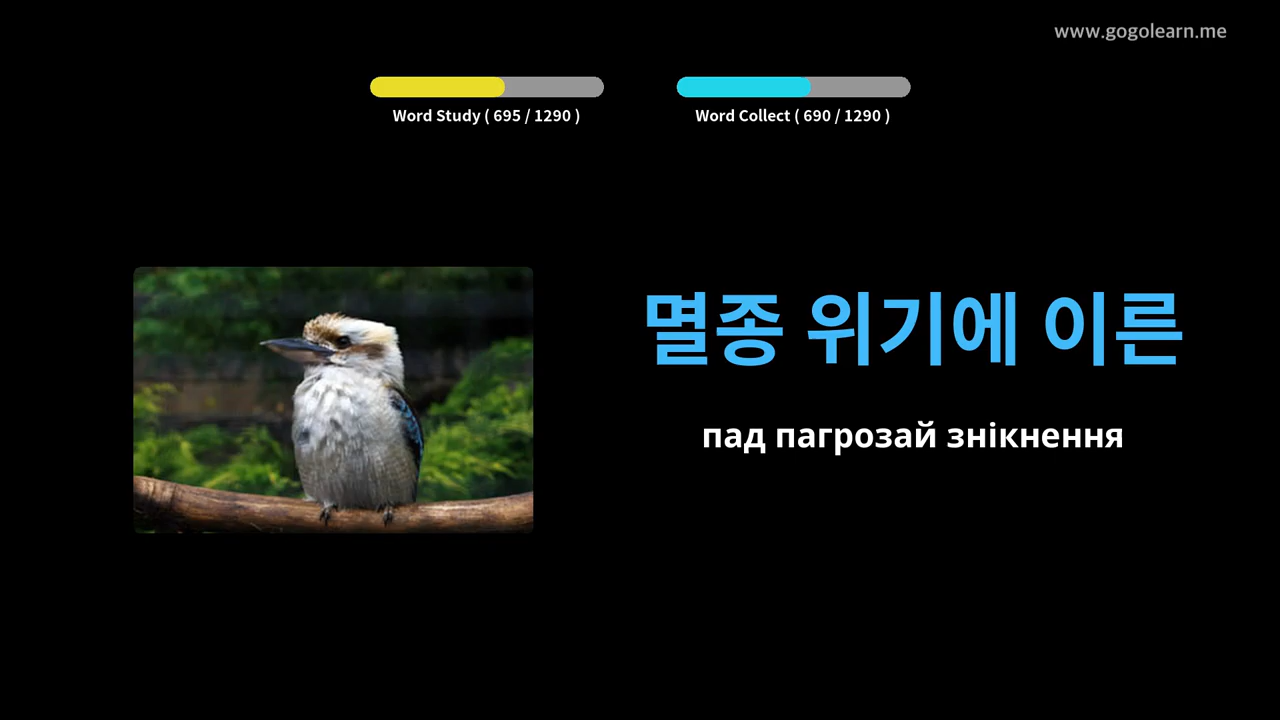 www.gogolearn.me
Word Study ( 695 / 1290 )
Word Collect ( 690 / 1290 )
멸종 위기에 이른
пад пагрозай знікнення